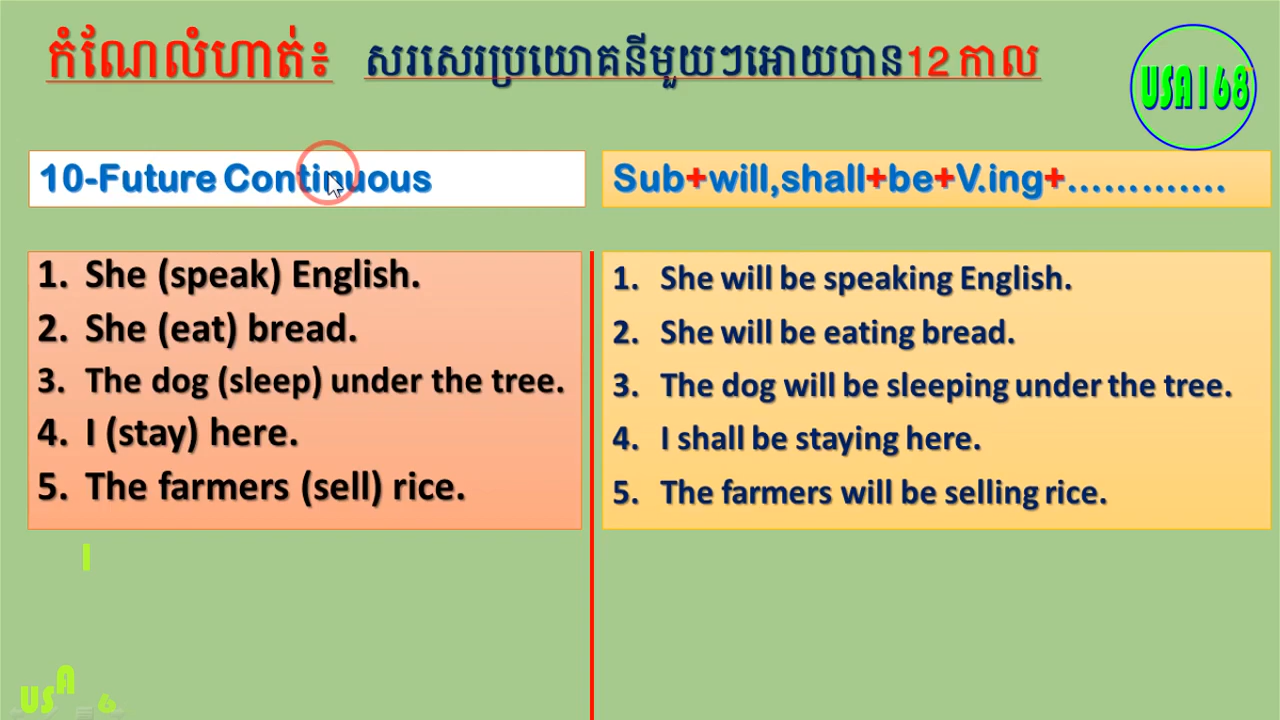 កំណែលំហាត់៖ សរសេរប្រយោគនីមួយៗអោយបាន12 កាល
USA168
10-Future Continuous
Sub+will,shall+be+V.ing+.............
1. She (speak) English.
2. She (eat) bread.
3. The dog (sleep) under the tree.
4. I (stay) here.
5. The farmers (sell) rice.
1. She will be speaking English.
2. She will be eating bread.
3. The dog will be sleeping under the tree.
4. I shall be staying here.
5. The farmers will be selling rice.
I
USA 6